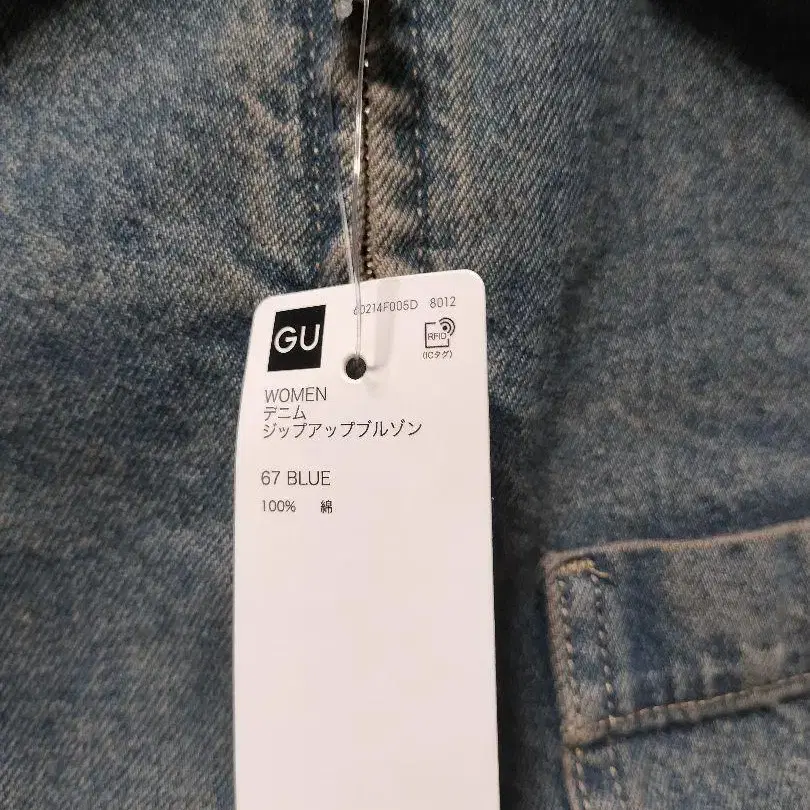 GU
60214F005D 8012
RFID
(ICタグ)
WOMEN
デニム
ジップアップブルゾン
67 BLUE
100% 綿